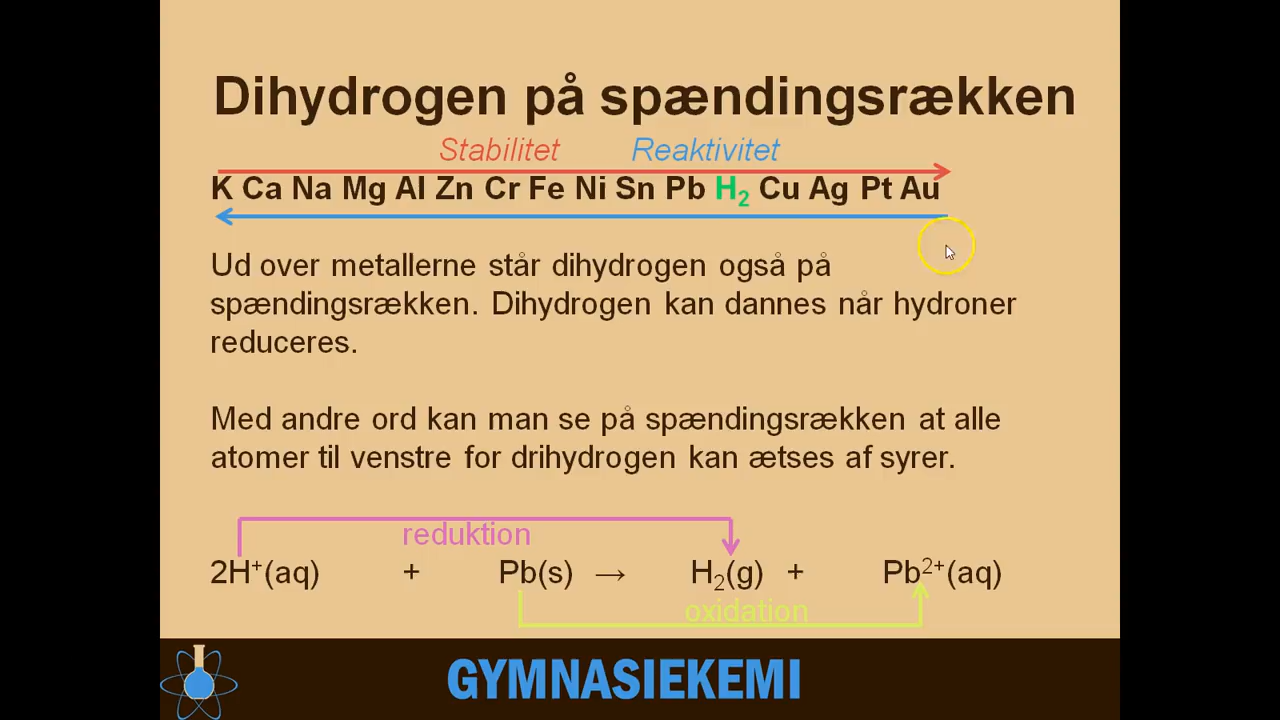 Dihydrogen på spændingsrækken
Stabilitet Reaktivitet
K Ca Na Mg Al Zn Cr Fe Ni Sn Pb H₂ Cu Ag Pt Au
Ud over metallerne står dihydrogen også på
spændingsrækken. Dihydrogen kan dannes når hydroner
reduceres.
Med andre ord kan man se på spændingsrækken at alle
atomer til venstre for drihydrogen kan ætses af syrer.
reduktion
2H⁺(aq) + Pb(s) → H₂(g) + Pb²⁺(aq)
oxidation
GYMNASIEKEMI